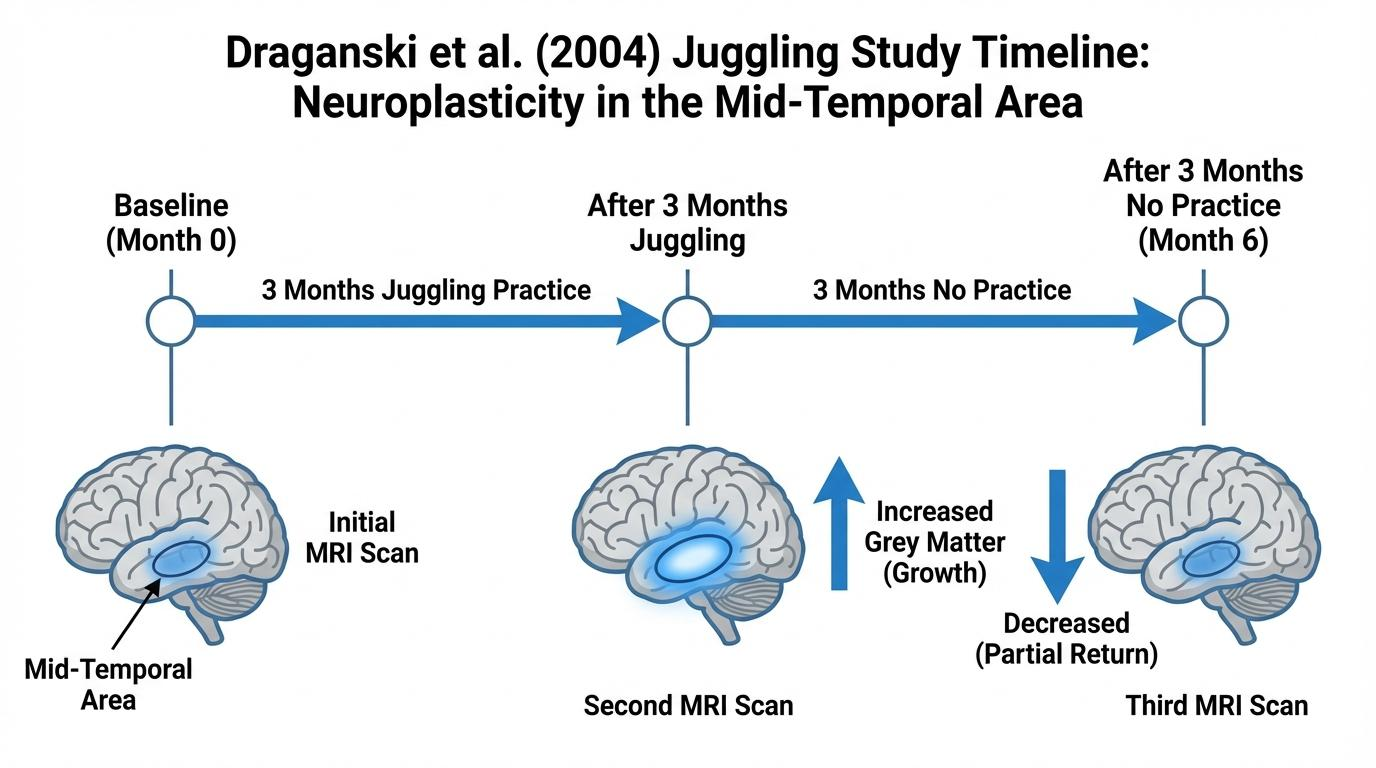 Draganski et al. (2004) Juggling Study Timeline:
Neuroplasticity in the Mid-Temporal Area
Baseline
(Month 0)
After 3 Months
Juggling
After 3 Months
No Practice
(Month 6)
3 Months Juggling Practice
3 Months No Practice
Initial
MRI Scan
Mid-Temporal
Area
Increased
Grey Matter
(Growth)
Decreased
(Partial Return)
Second MRI Scan
Third MRI Scan